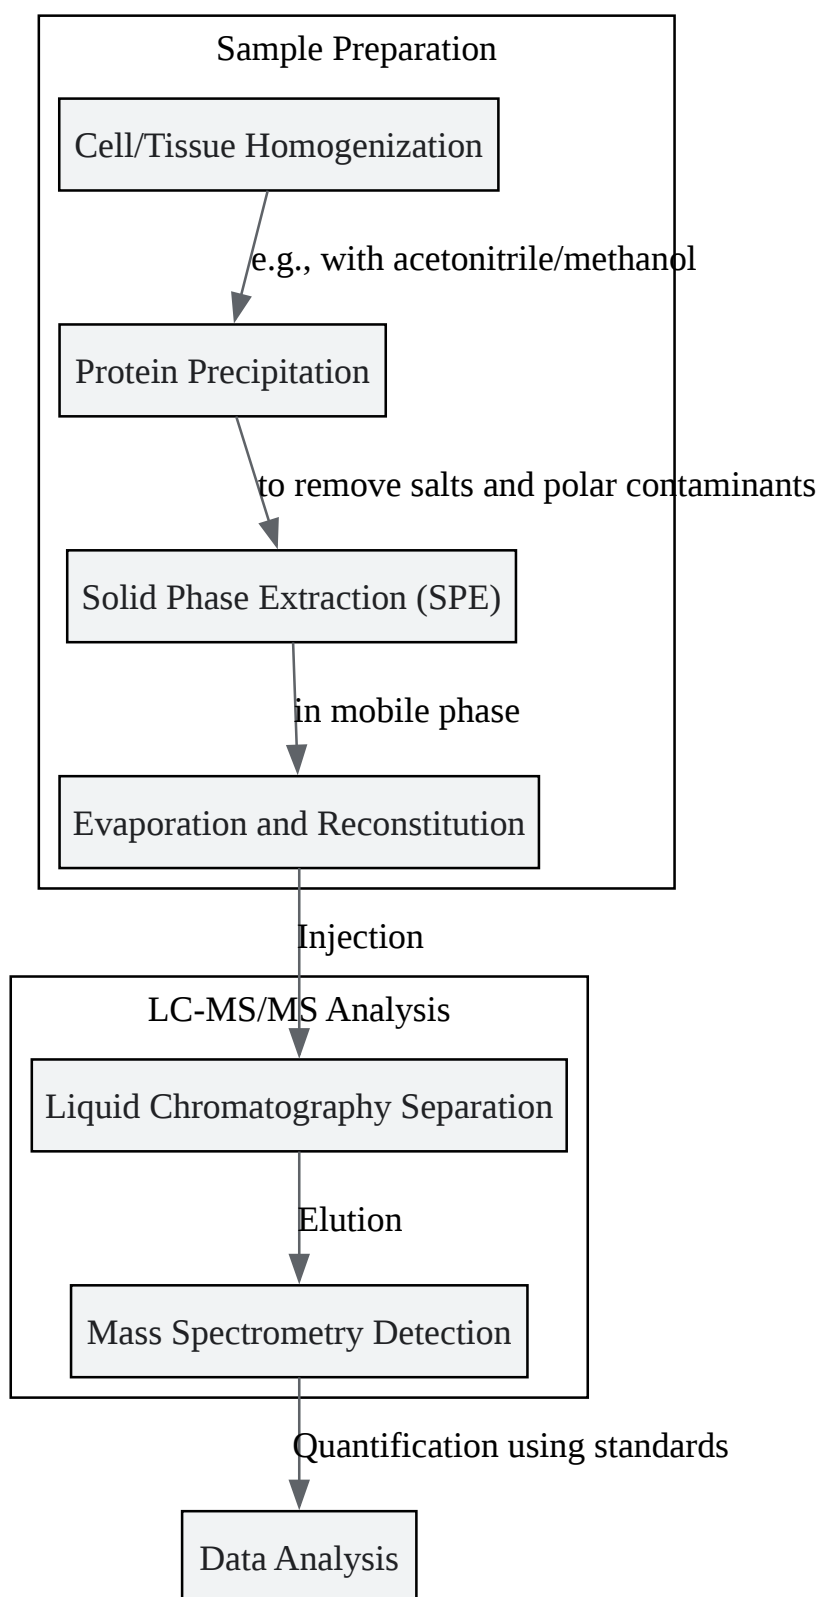 Sample Preparation
Cell/Tissue Homogenization
e.g., with acetonitrile/methanol
Protein Precipitation
to remove salts and polar contaminants
Solid Phase Extraction (SPE)
in mobile phase
Evaporation and Reconstitution
Injection
LC-MS/MS Analysis
Liquid Chromatography Separation
Elution
Mass Spectrometry Detection
Quantification using standards
Data Analysis